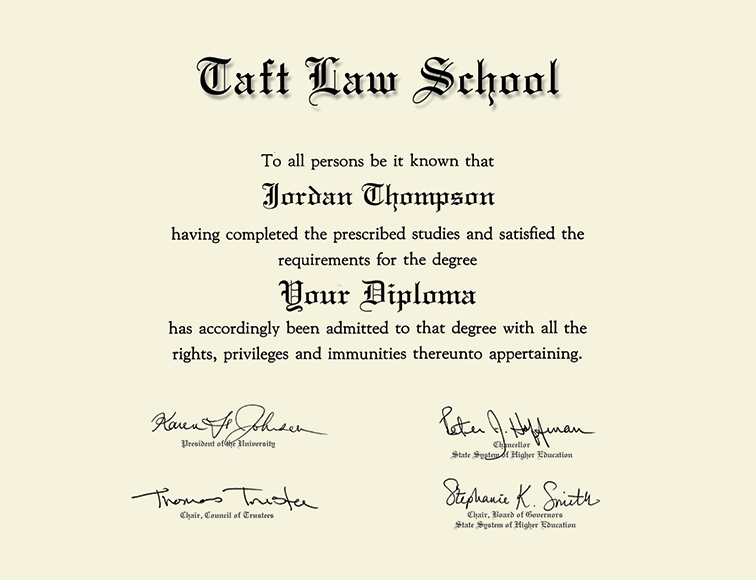 Taft Law School
To all persons be it known that
Jordan Thompson
having completed the prescribed studies and satisfied the
requirements for the degree
Your Diploma
has accordingly been admitted to that degree with all the
rights, privileges and immunities thereunto appertaining.
Karen F. Johnsen
President of the University
Peter J. Hoffman
Chancellor
State System of Higher Education
Thomas Trustee
Chair, Council of Trustees
Stephanie K. Smith
Chair, Board of Governors
State System of Higher Education